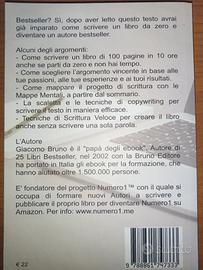 Bestseller? Sì, dopo aver letto questo testo avrai
già imparato come scrivere un libro da zero e
diventare un autore bestseller.
Alcuni degli argomenti:
- Come scrivere un libro di 100 pagine in 10 ore
anche se parti da zero e non hai tempo.
- Come scegliere l'argomento vincente in base alle
tue passioni, alle tue esperienze e ai tuoi risultati.
- Come mappare il progetto di scrittura con le
Mappe Mentali, a partire dal sommario.
- La scaletta e le tecniche di copywriting per
scrivere il testo in maniera efficace.
- Tecniche di Scrittura Veloce per creare il libro
anche senza scrivere una sola parola.
L'Autore
Giacomo Bruno è il "papà degli ebook", Autore di
25 Libri Bestseller, nel 2002 con la Bruno Editore
ha portato in Italia gli ebook per la formazione, che
hanno aiutato oltre 1.500.000 persone.
E' fondatore del progetto Numero1 con il quale si
occupa di formare nuovi Autori a scrivere e
pubblicare il proprio libro per diventare Numero1 su
Amazon. Per info: www.numero1.me
€ 22
9 788861 747333